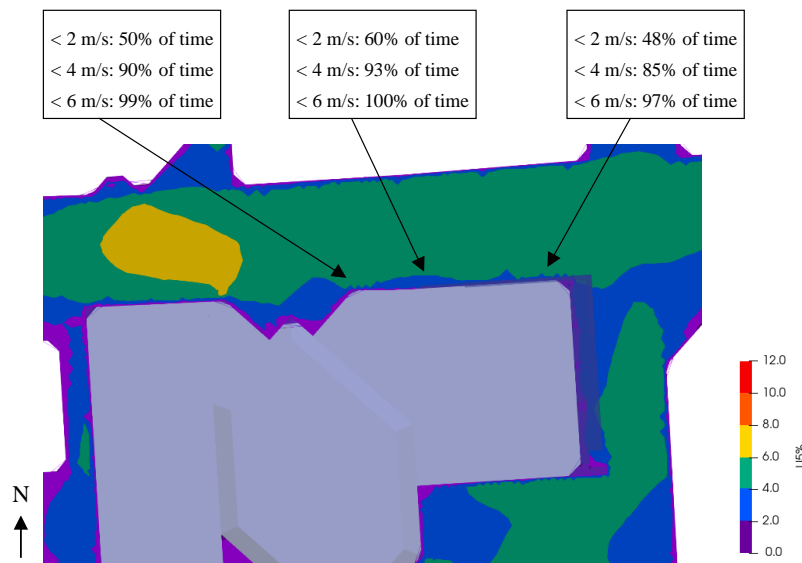 < 2 m/s: 50% of time
< 4 m/s: 90% of time
< 6 m/s: 99% of time
< 2 m/s: 60% of time
< 4 m/s: 93% of time
< 6 m/s: 100% of time
< 2 m/s: 48% of time
< 4 m/s: 85% of time
< 6 m/s: 97% of time
N
12.0
10.0
8.0
6.0
4.0
2.0
0.0
U5%